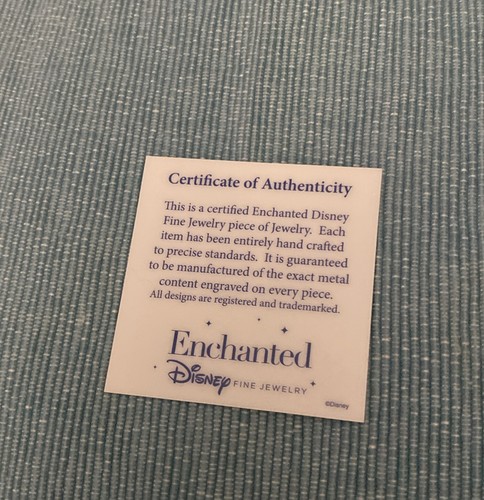 Certificate of Authenticity
This is a certified Enchanted Disney
Fine Jewelry piece of Jewelry. Each
item has been entirely hand crafted
to precise standards. It is guaranteed
to be manufactured of the exact metal
content engraved on every piece.
All designs are registered and trademarked.
Enchanted
Disney FINE JEWELRY
©Disney